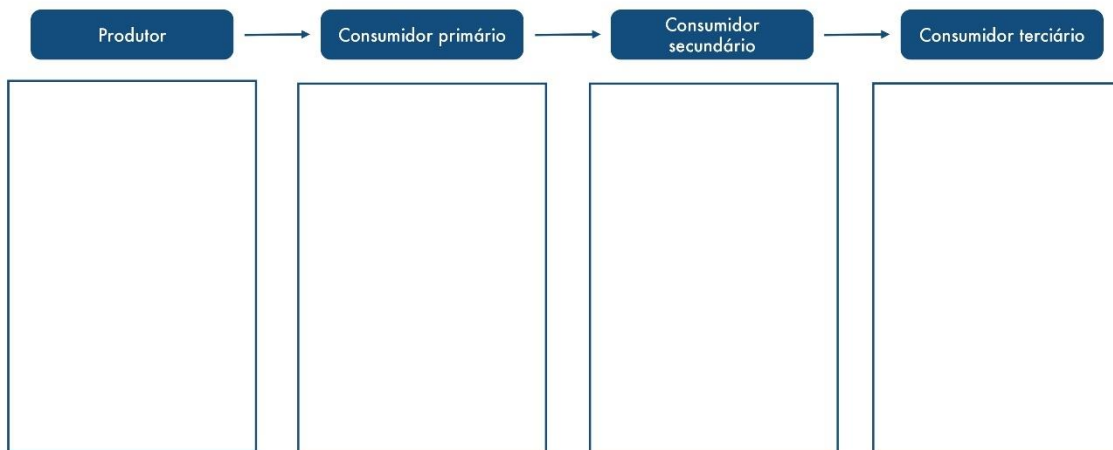 Produtor
Consumidor primário
Consumidor
secundário
Consumidor terciário